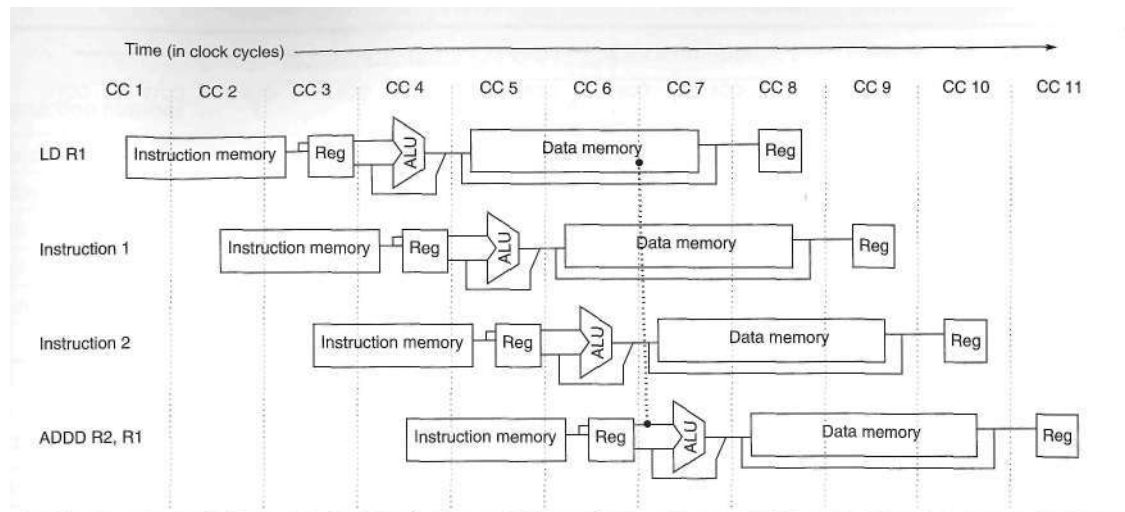 Time (in clock cycles)
CC 1 CC 2 CC 3 CC 4 CC 5 CC 6 CC 7 CC 8 CC 9 CC 10 CC 11
LD R1 Instruction memory Reg ALU Data memory Reg
Instruction 1 Instruction memory Reg ALU Data memory Reg
Instruction 2 Instruction memory Reg ALU Data memory Reg
ADDD R2, R1 Instruction memory Reg ALU Data memory Reg